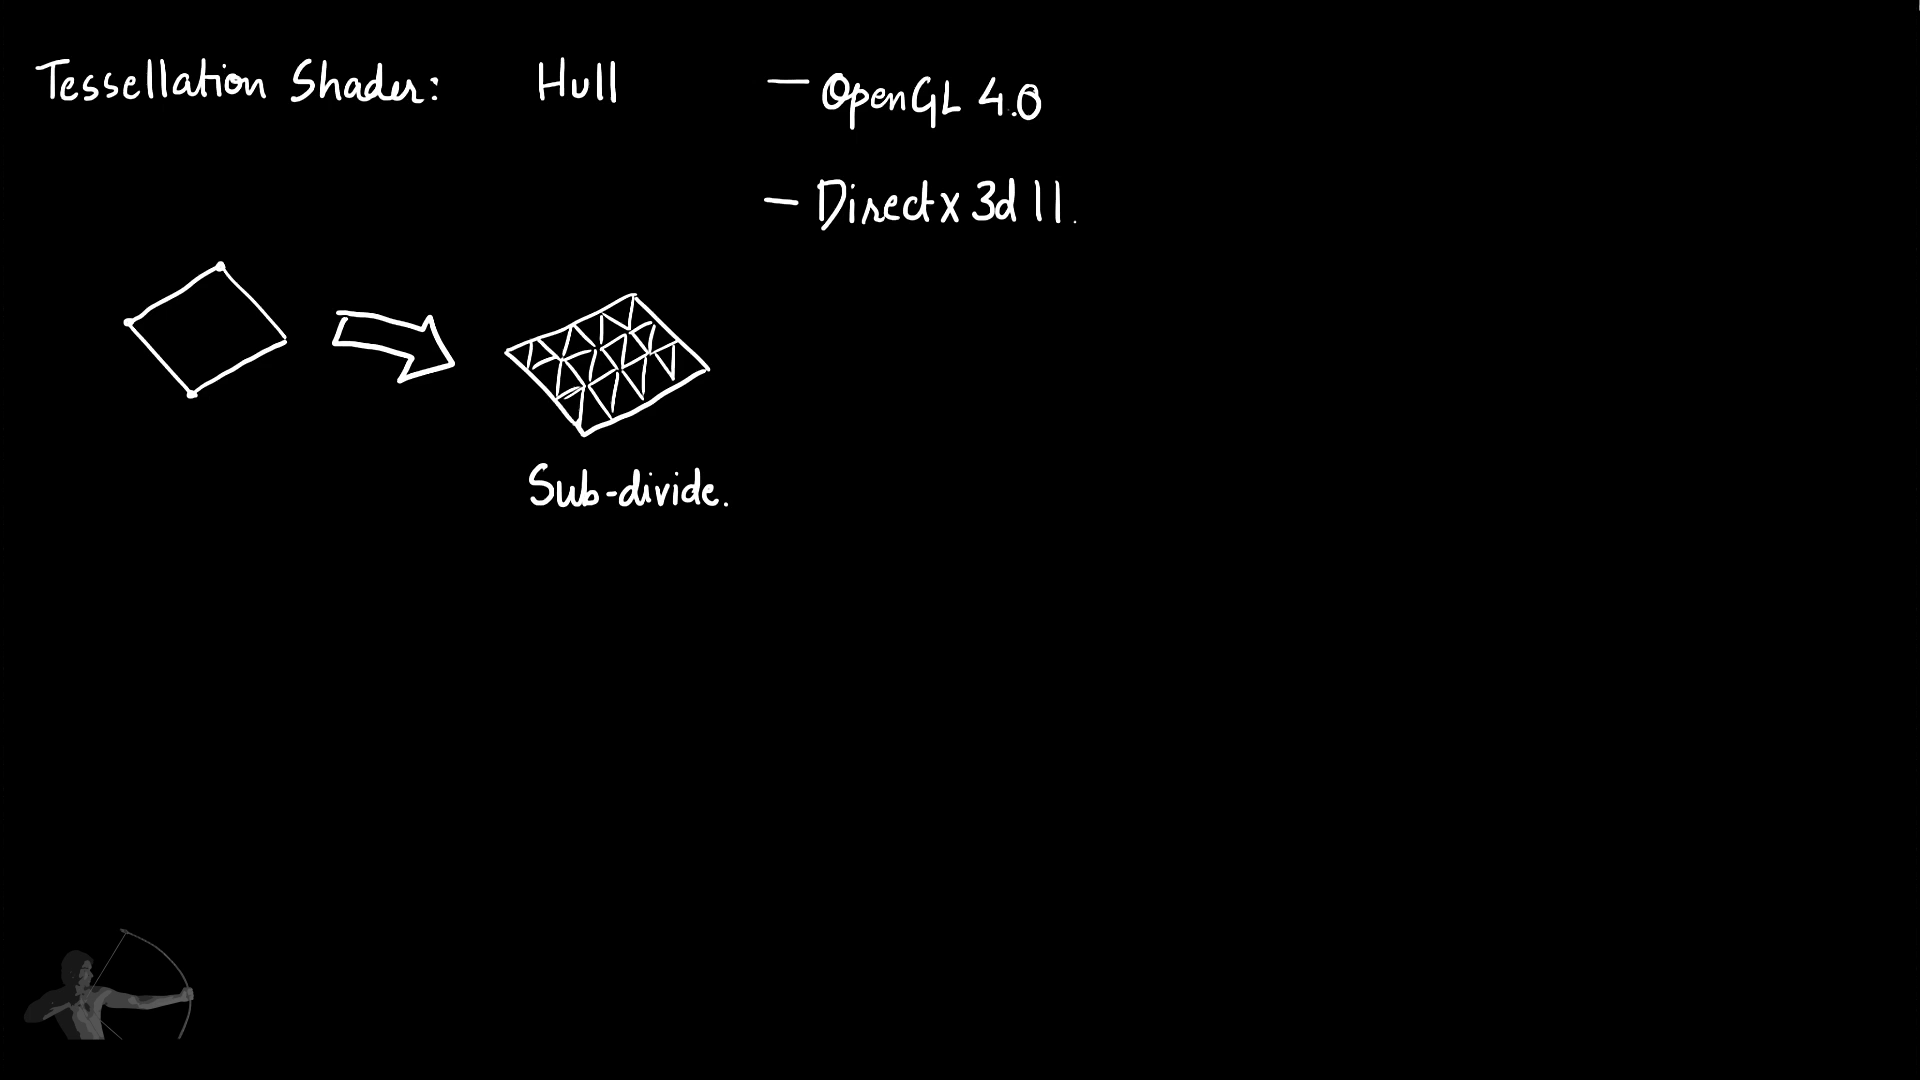 Tessellation Shader: Hull — OpenGL 4.0
— Directx 3d 11.
Sub-divide.